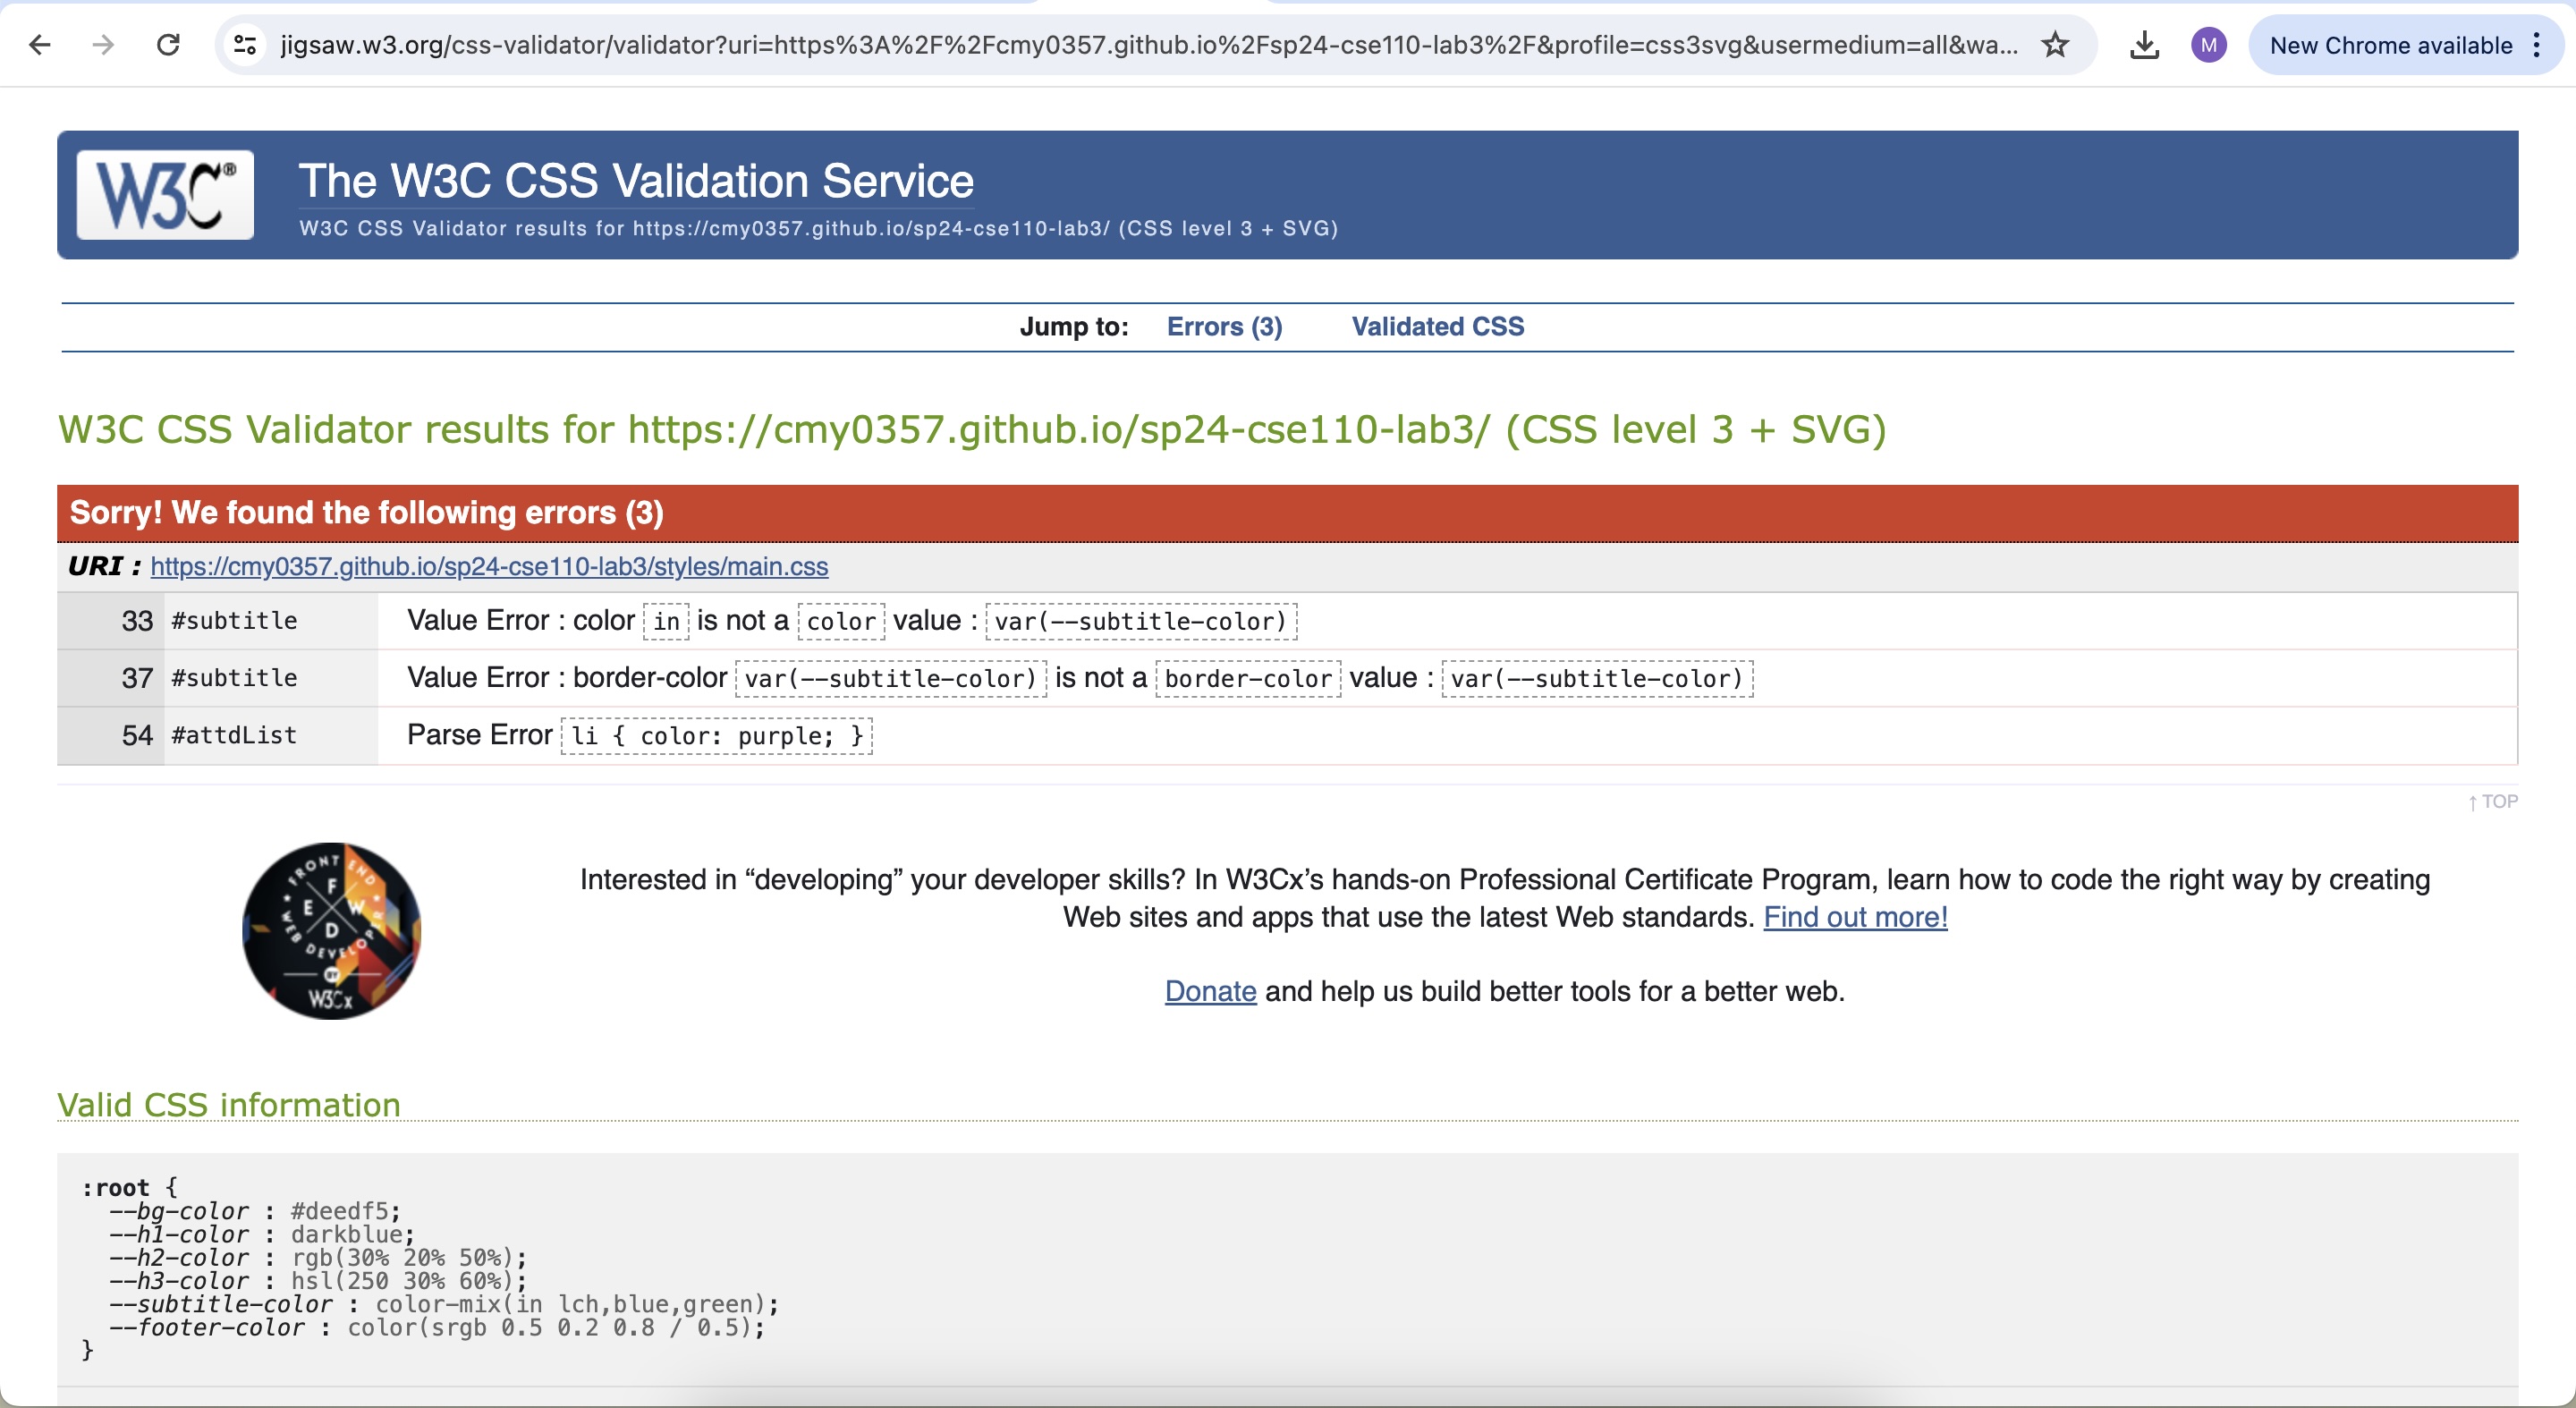 jigsaw.w3.org/css-validator/validator?uri=https%3A%2F%2Fcmy0357.github.io%2Fsp24-cse110-lab3%2F&profile=css3svg&usermedium=all&wa...
M
New Chrome available
W3C®
The W3C CSS Validation Service
W3C CSS Validator results for https://cmy0357.github.io/sp24-cse110-lab3/ (CSS level 3 + SVG)
Jump to: Errors (3) Validated CSS
W3C CSS Validator results for https://cmy0357.github.io/sp24-cse110-lab3/ (CSS level 3 + SVG)
Sorry! We found the following errors (3)
URI : https://cmy0357.github.io/sp24-cse110-lab3/styles/main.css
33 #subtitle Value Error : color in is not a color value : var(--subtitle-color)
37 #subtitle Value Error : border-color var(--subtitle-color) is not a border-color value : var(--subtitle-color)
54 #attdList Parse Error li { color: purple; }
↑ TOP
FRONT END
WEB DEVELOPER
F
E W
D
BY
W3Cx
Interested in “developing” your developer skills? In W3Cx’s hands-on Professional Certificate Program, learn how to code the right way by creating
Web sites and apps that use the latest Web standards. Find out more!
Donate and help us build better tools for a better web.
Valid CSS information
:root {
--bg-color : #deedf5;
--h1-color : darkblue;
--h2-color : rgb(30% 20% 50%);
--h3-color : hsl(250 30% 60%);
--subtitle-color : color-mix(in lch,blue,green);
--footer-color : color(srgb 0.5 0.2 0.8 / 0.5);
}